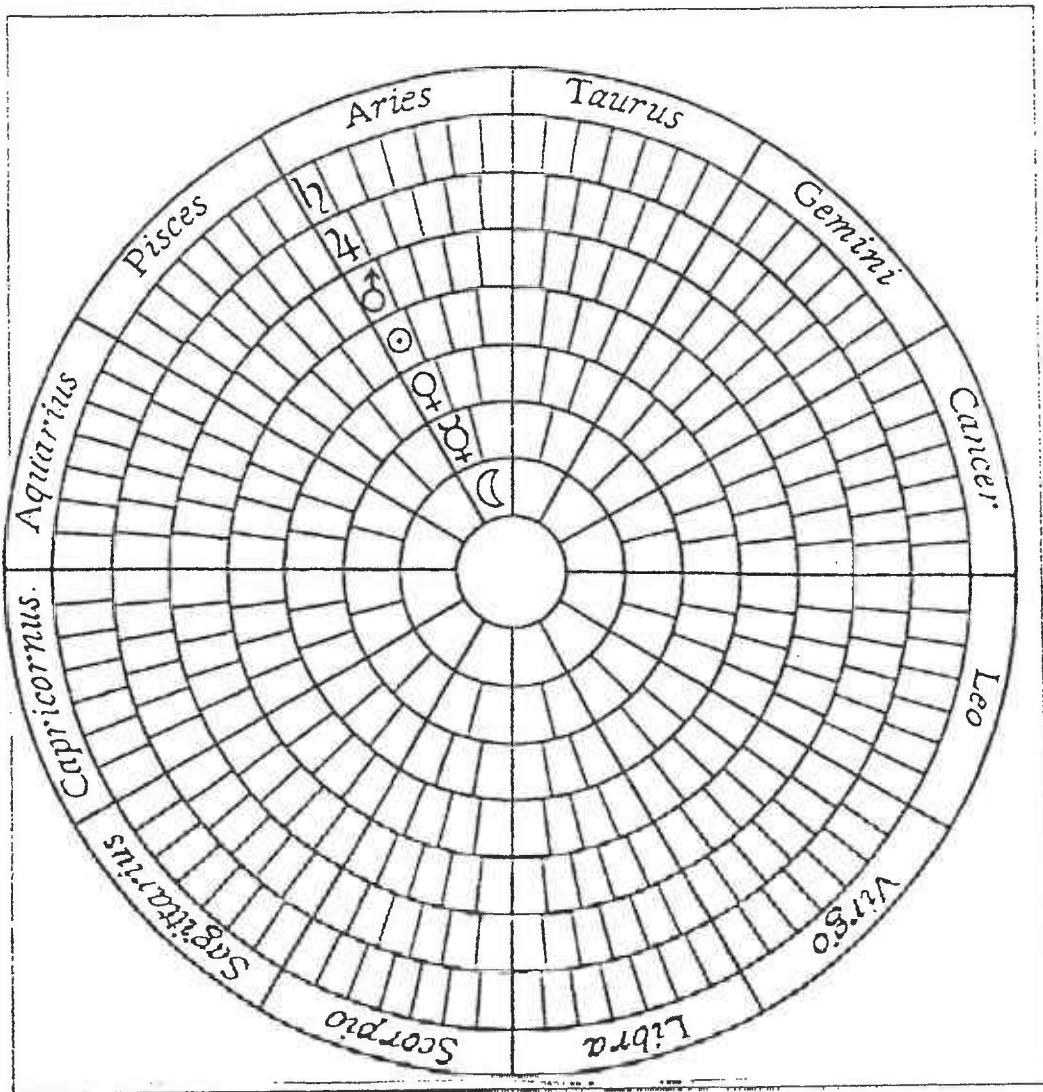 Aries
Taurus
Gemini
Cancer
Leo
Virgo
Libra
Scorpio
Sagittarius
Capricornus.
Aquarius
Pisces
♄
♃
♂
☉
♀
☿
☾